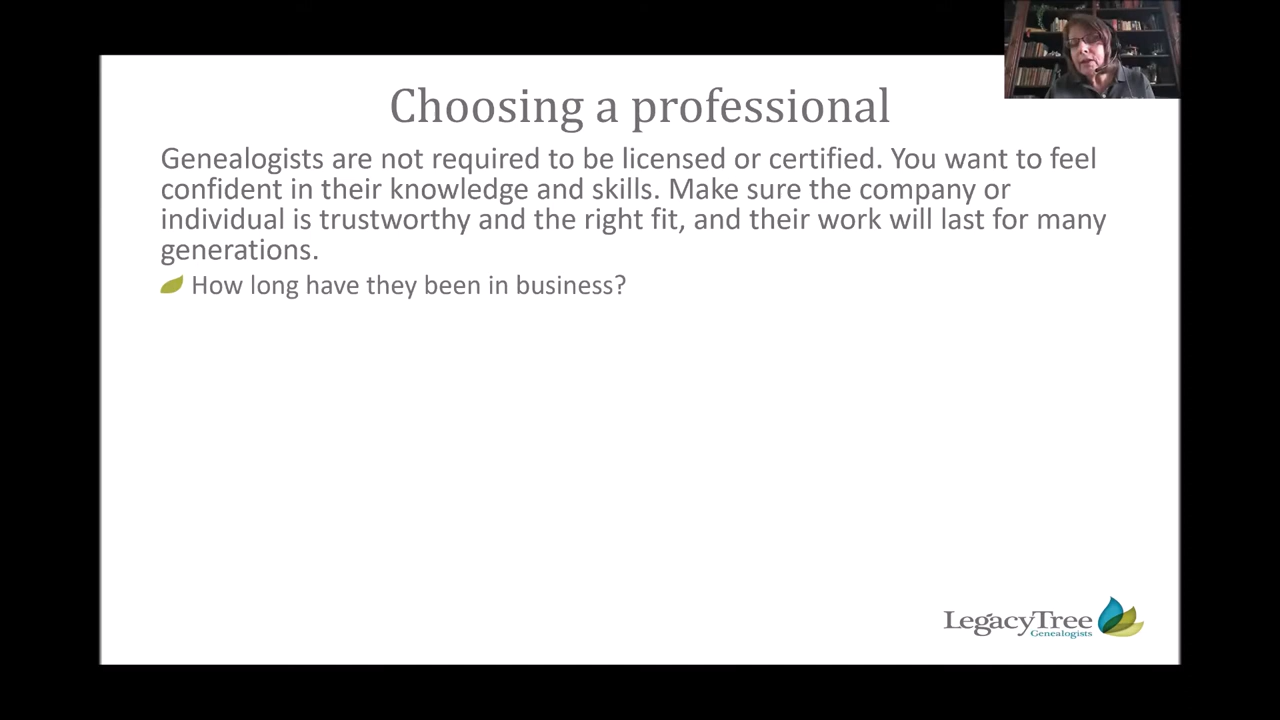 Choosing a professional
Genealogists are not required to be licensed or certified. You want to feel
confident in their knowledge and skills. Make sure the company or
individual is trustworthy and the right fit, and their work will last for many
generations.
How long have they been in business?
LegacyTree
Genealogists